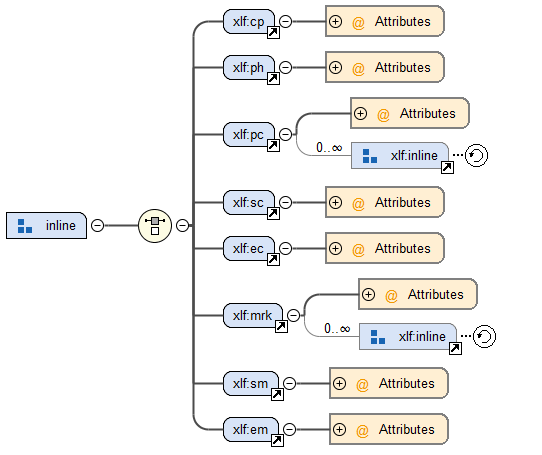 xlf:cp
@ Attributes
xlf:ph
@ Attributes
xlf:pc
@ Attributes
0..∞
xlf:inline
xlf:sc
@ Attributes
inline
xlf:ec
@ Attributes
xlf:mrk
@ Attributes
0..∞
xlf:inline
xlf:sm
@ Attributes
xlf:em
@ Attributes